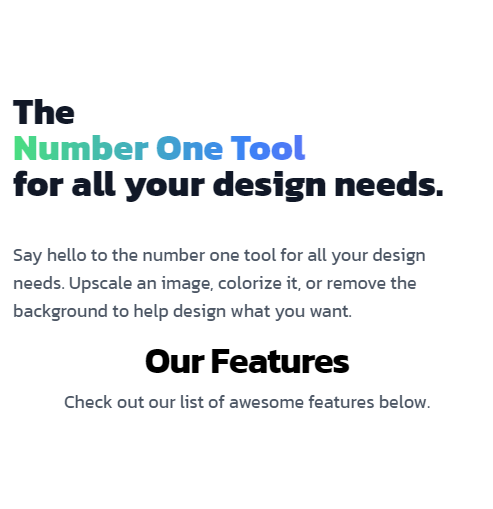 The
Number One Tool
for all your design needs.
Say hello to the number one tool for all your design
needs. Upscale an image, colorize it, or remove the
background to help design what you want.
Our Features
Check out our list of awesome features below.